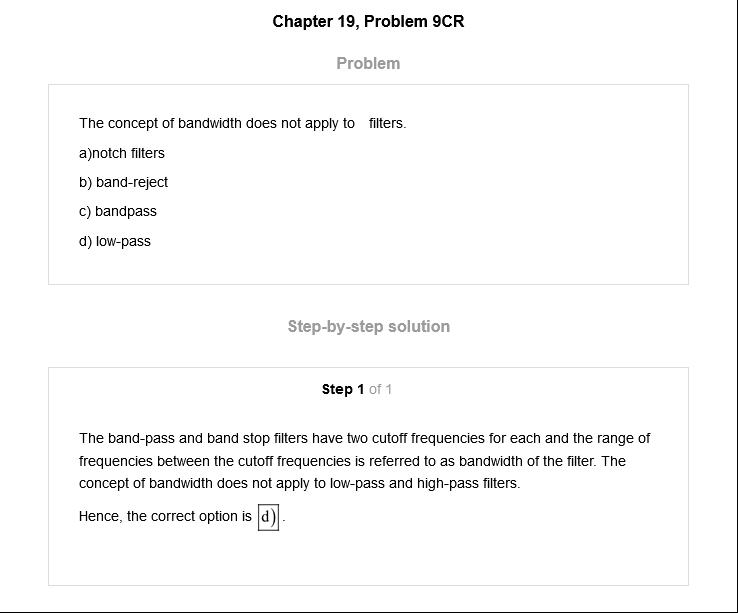 Chapter 19, Problem 9CR
Problem
The concept of bandwidth does not apply to filters.
a)notch filters
b) band-reject
c) bandpass
d) low-pass
Step-by-step solution
Step 1 of 1
The band-pass and band stop filters have two cutoff frequencies for each and the range of
frequencies between the cutoff frequencies is referred to as bandwidth of the filter. The
concept of bandwidth does not apply to low-pass and high-pass filters.
Hence, the correct option is d).